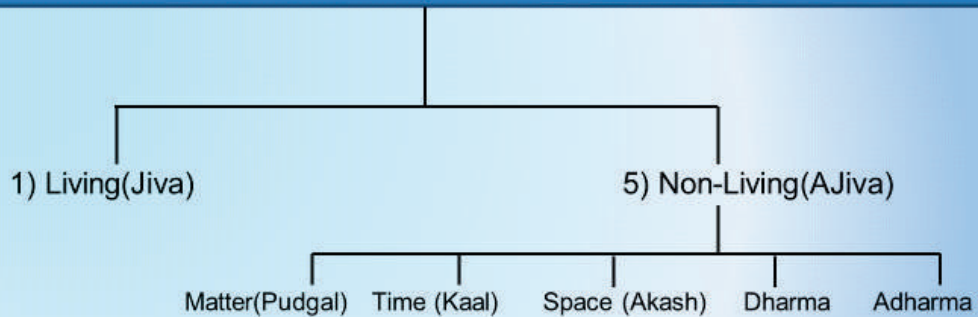 1) Living(Jiva)
5) Non-Living(AJiva)
Matter(Pudgal)
Time (Kaal)
Space (Akash)
Dharma
Adharma